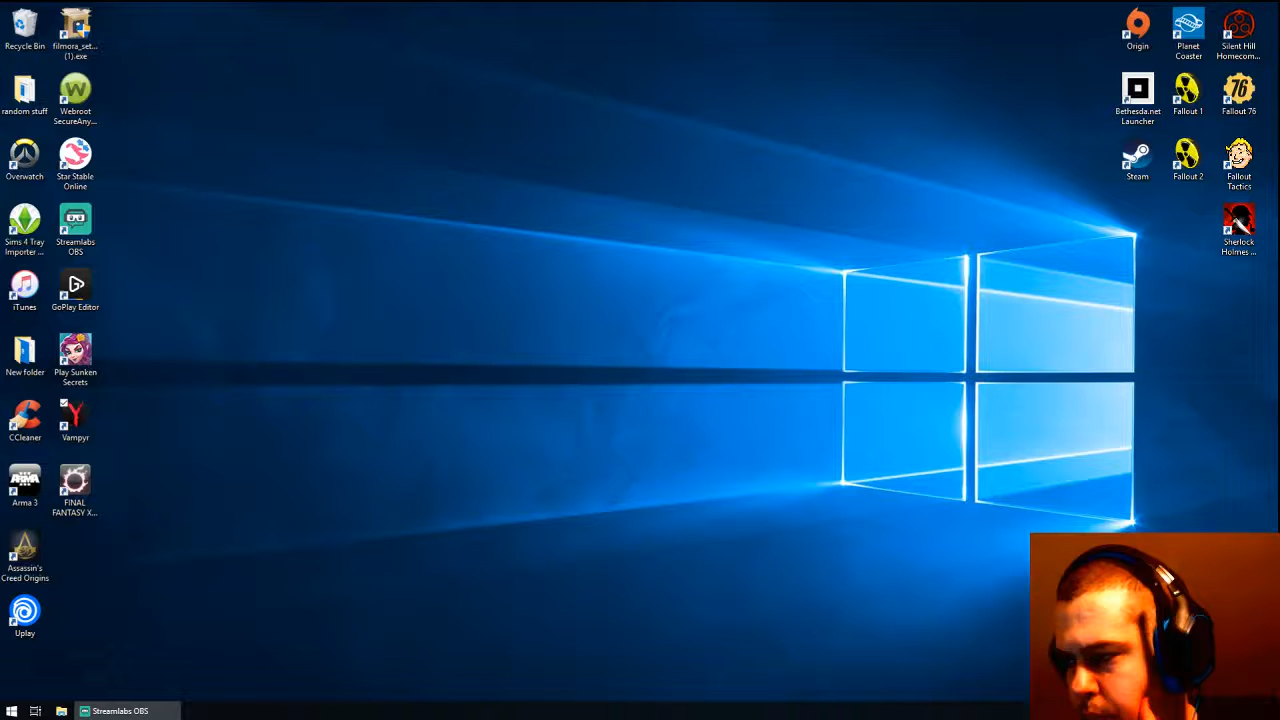 Recycle Bin
filmora_set...
(1).exe
random stuff
Webroot
SecureAny...
Overwatch
Star Stable
Online
Sims 4 Tray
Importer ...
Streamlabs
OBS
iTunes
GoPlay Editor
New folder
Play Sunken
Secrets
CCleaner
Vampyr
Arma 3
FINAL
FANTASY X...
Assassin's
Creed Origins
Uplay
Origin
Planet
Coaster
Silent Hill
Homecom...
Bethesda.net
Launcher
Fallout 1
76
Fallout 76
Steam
Fallout 2
Fallout
Tactics
Sherlock
Holmes ...
Streamlabs OBS